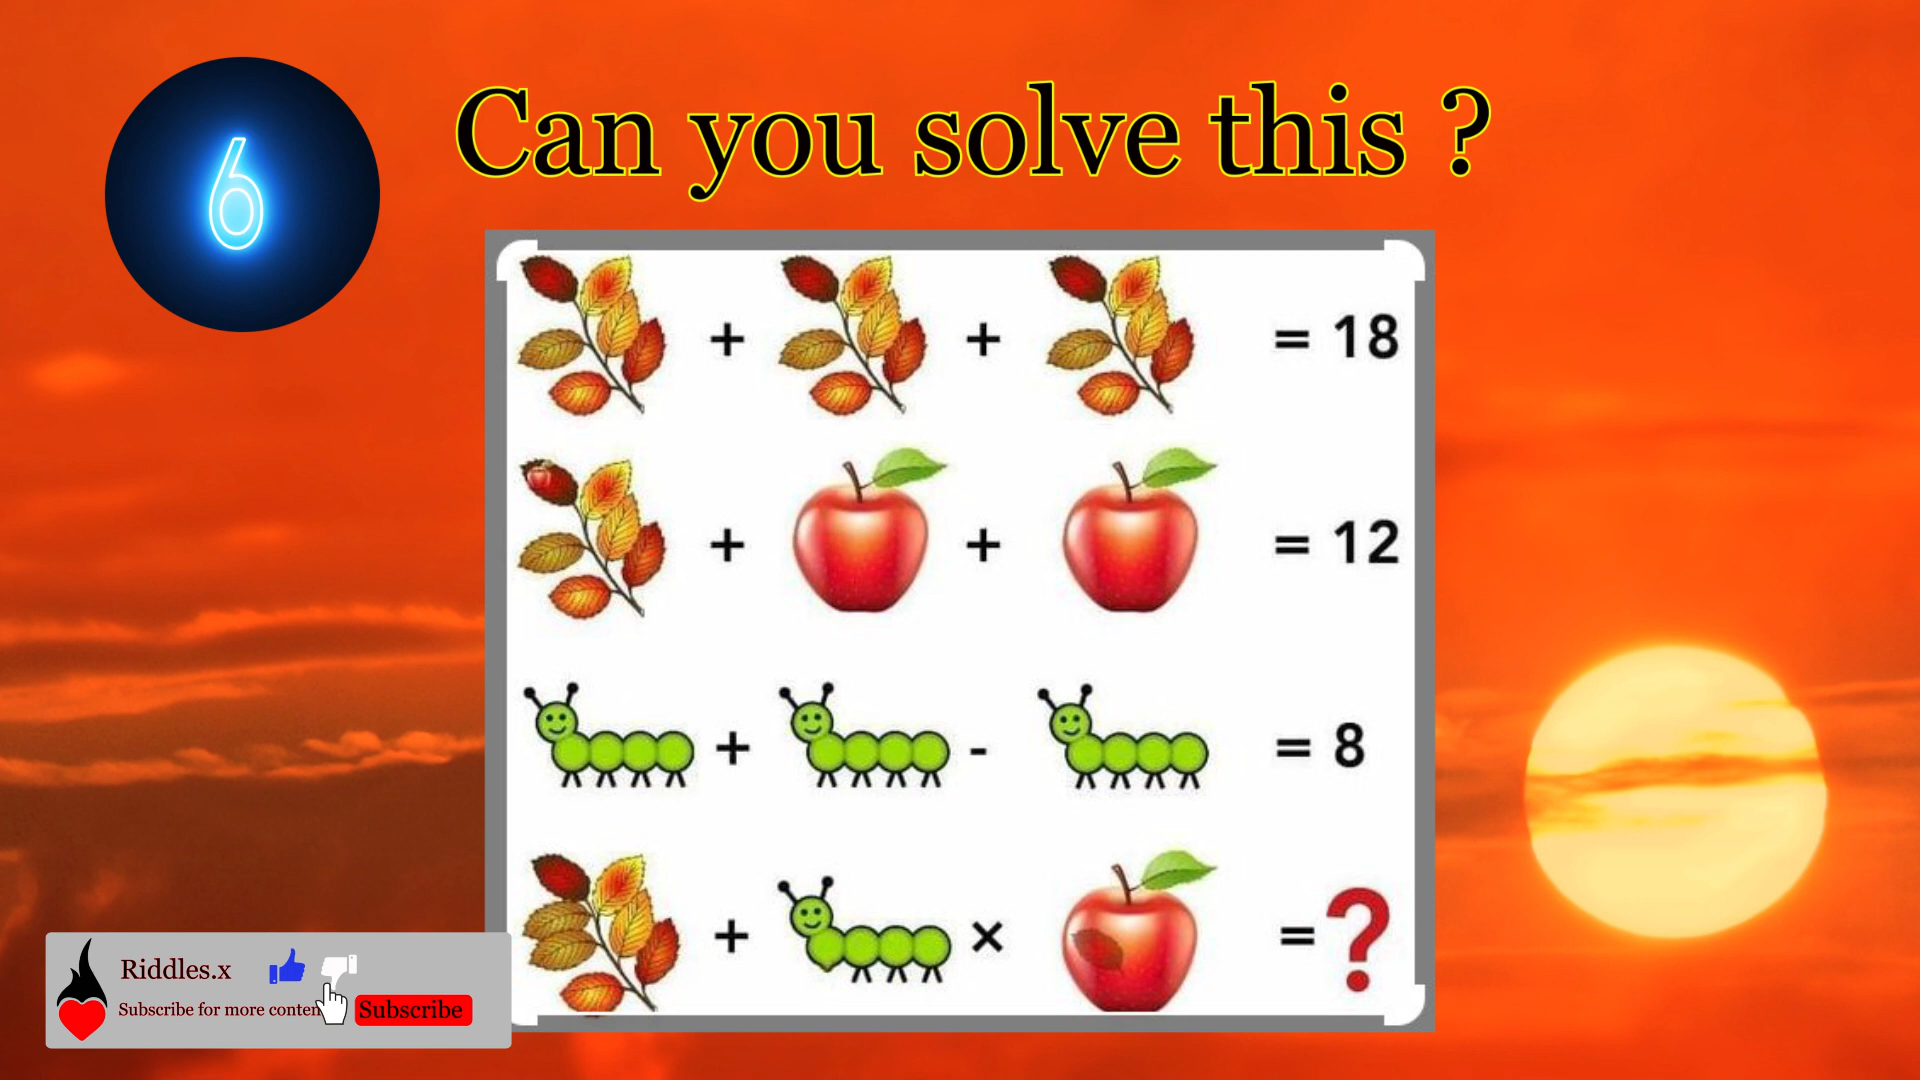 6
Can you solve this ?
+ + = 18
+ + = 12
+ - = 8
+ × = ?
Riddles.x
Subscribe for more conten
Subscribe